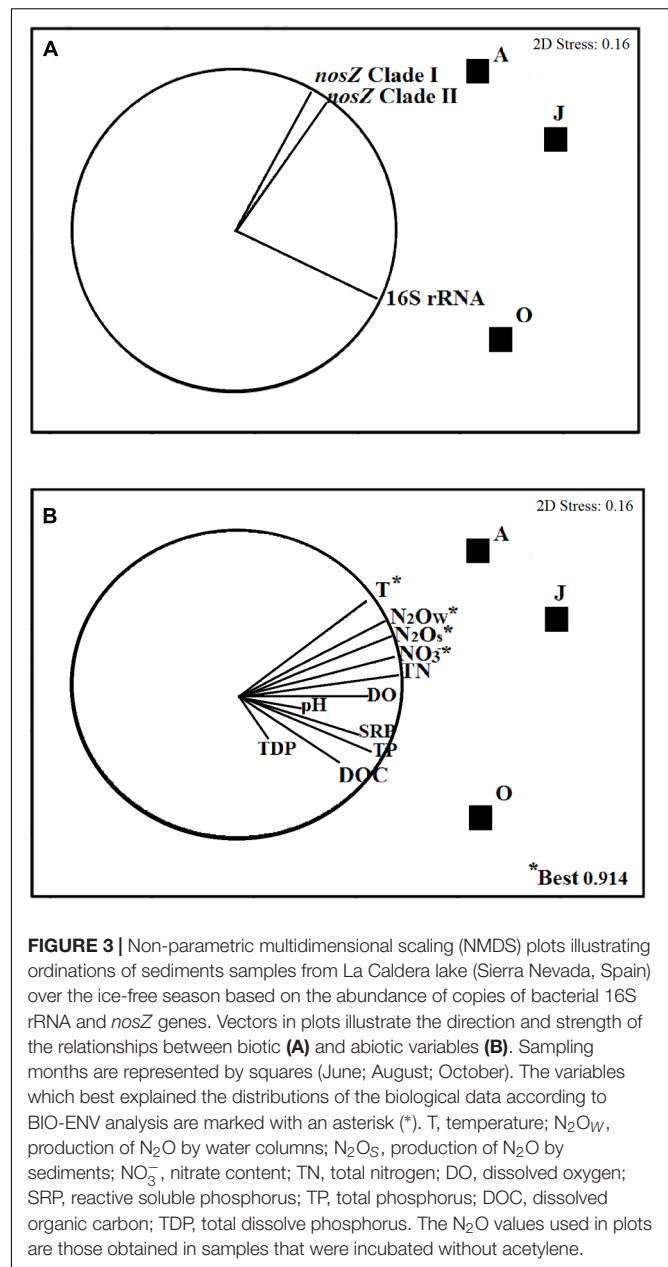 A
2D Stress: 0.16
A
nosZ Clade I
nosZ Clade II
J
16S rRNA
O
B
2D Stress: 0.16
A
T*
J
N₂Ow*
N₂Os*
NO₃⁻*
TN
DO
pH
SRP
TDP
TP
DOC
O
*Best 0.914
FIGURE 3 | Non-parametric multidimensional scaling (NMDS) plots illustrating
ordinations of sediments samples from La Caldera lake (Sierra Nevada, Spain)
over the ice-free season based on the abundance of copies of bacterial 16S
rRNA and nosZ genes. Vectors in plots illustrate the direction and strength of
the relationships between biotic (A) and abiotic variables (B). Sampling
months are represented by squares (June; August; October). The variables
which best explained the distributions of the biological data according to
BIO-ENV analysis are marked with an asterisk (*). T, temperature; N₂OW,
production of N₂O by water columns; N₂OS, production of N₂O by
sediments; NO₃⁻, nitrate content; TN, total nitrogen; DO, dissolved oxygen;
SRP, reactive soluble phosphorus; TP, total phosphorus; DOC, dissolved
organic carbon; TDP, total dissolve phosphorus. The N₂O values used in plots
are those obtained in samples that were incubated without acetylene.